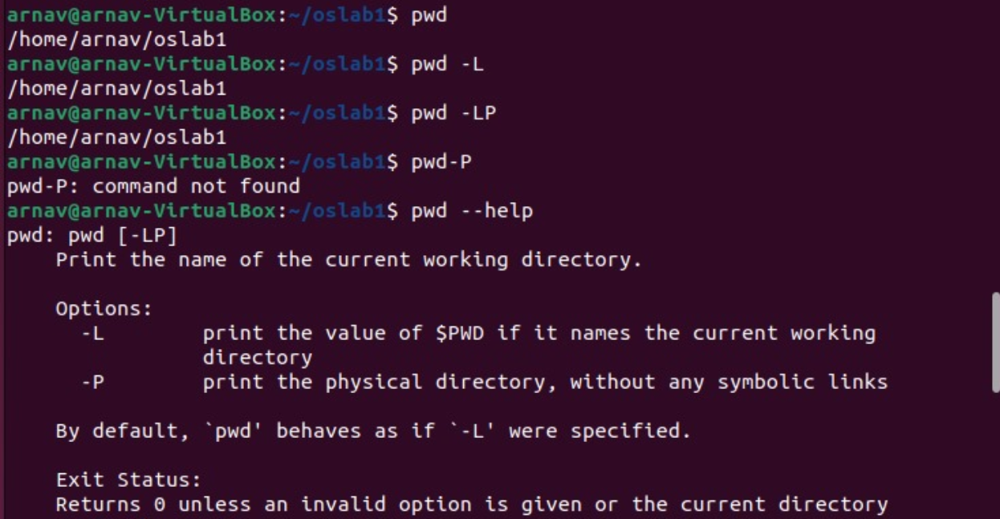 arnav@arnav-VirtualBox:~/oslab1$ pwd
/home/arnav/oslab1
arnav@arnav-VirtualBox:~/oslab1$ pwd -L
/home/arnav/oslab1
arnav@arnav-VirtualBox:~/oslab1$ pwd -LP
/home/arnav/oslab1
arnav@arnav-VirtualBox:~/oslab1$ pwd-P
pwd-P: command not found
arnav@arnav-VirtualBox:~/oslab1$ pwd --help
pwd: pwd [-LP]
    Print the name of the current working directory.

    Options:
      -L        print the value of $PWD if it names the current working
                directory
      -P        print the physical directory, without any symbolic links

    By default, `pwd' behaves as if `-L' were specified.

    Exit Status:
    Returns 0 unless an invalid option is given or the current directory